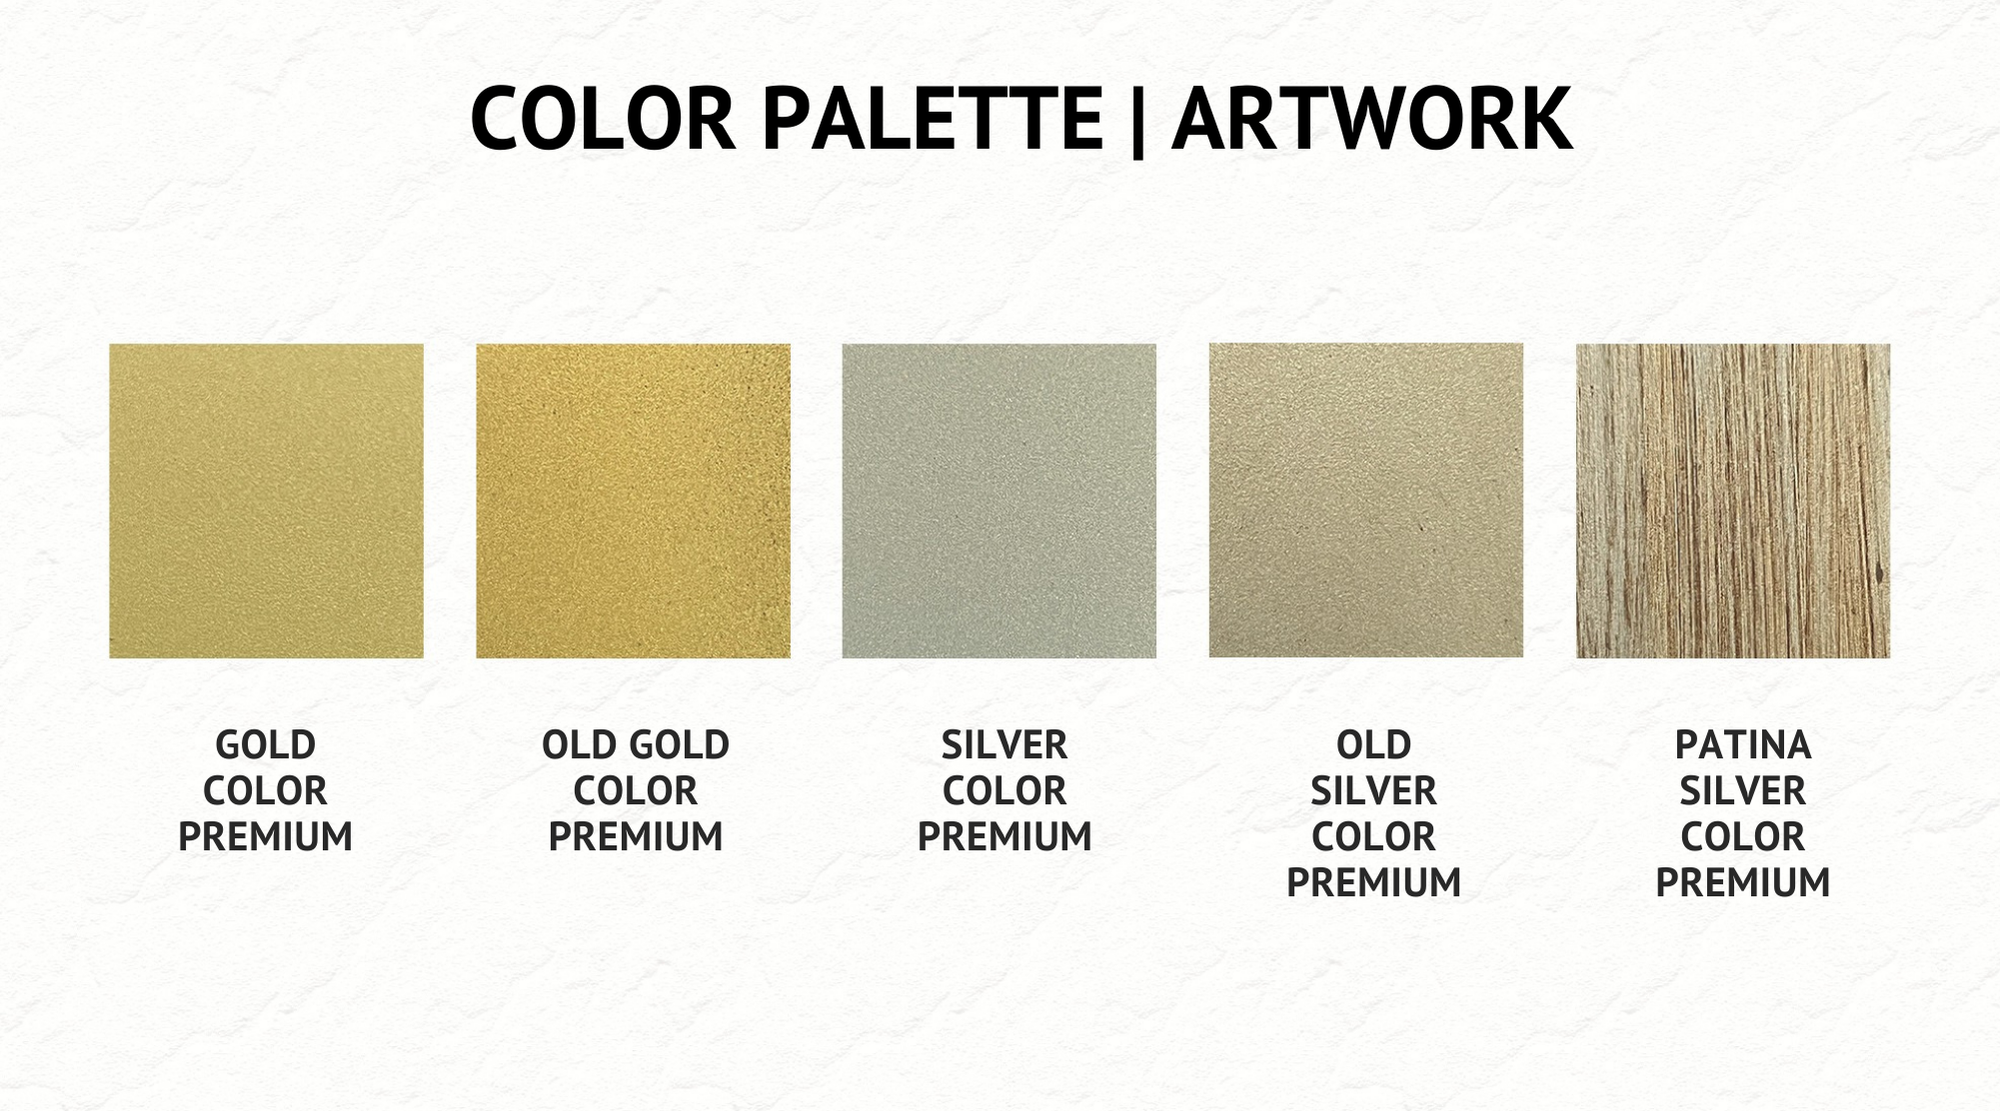 COLOR PALETTE | ARTWORK
GOLD
COLOR
PREMIUM
OLD GOLD
COLOR
PREMIUM
SILVER
COLOR
PREMIUM
OLD
SILVER
COLOR
PREMIUM
PATINA
SILVER
COLOR
PREMIUM